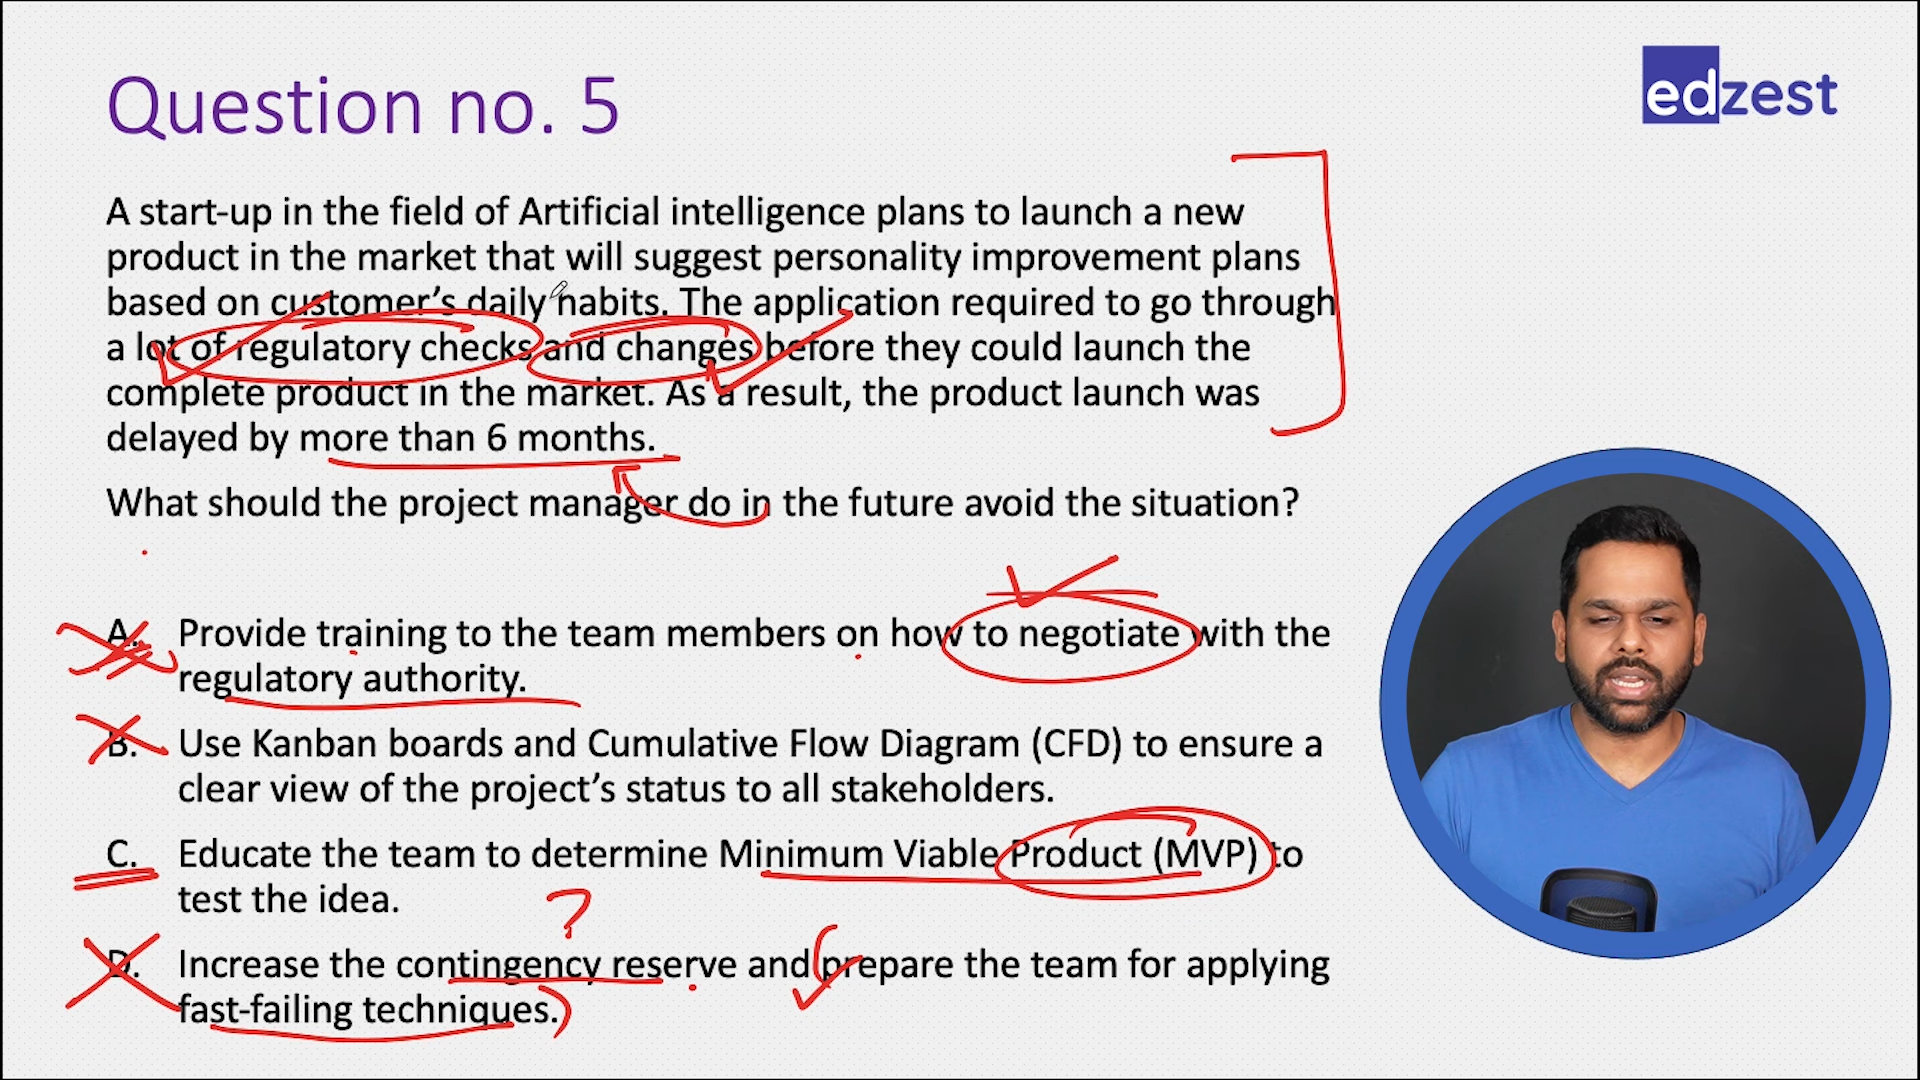 Question no. 5
edzest
A start-up in the field of Artificial intelligence plans to launch a new
product in the market that will suggest personality improvement plans
based on customer's daily habits. The application required to go through
a lot of regulatory checks and changes before they could launch the
complete product in the market. As a result, the product launch was
delayed by more than 6 months.
What should the project manager do in the future avoid the situation?
A. Provide training to the team members on how to negotiate with the
regulatory authority.
B. Use Kanban boards and Cumulative Flow Diagram (CFD) to ensure a
clear view of the project's status to all stakeholders.
C. Educate the team to determine Minimum Viable Product (MVP) to
test the idea.
?
D. Increase the contingency reserve and prepare the team for applying
fast-failing techniques.